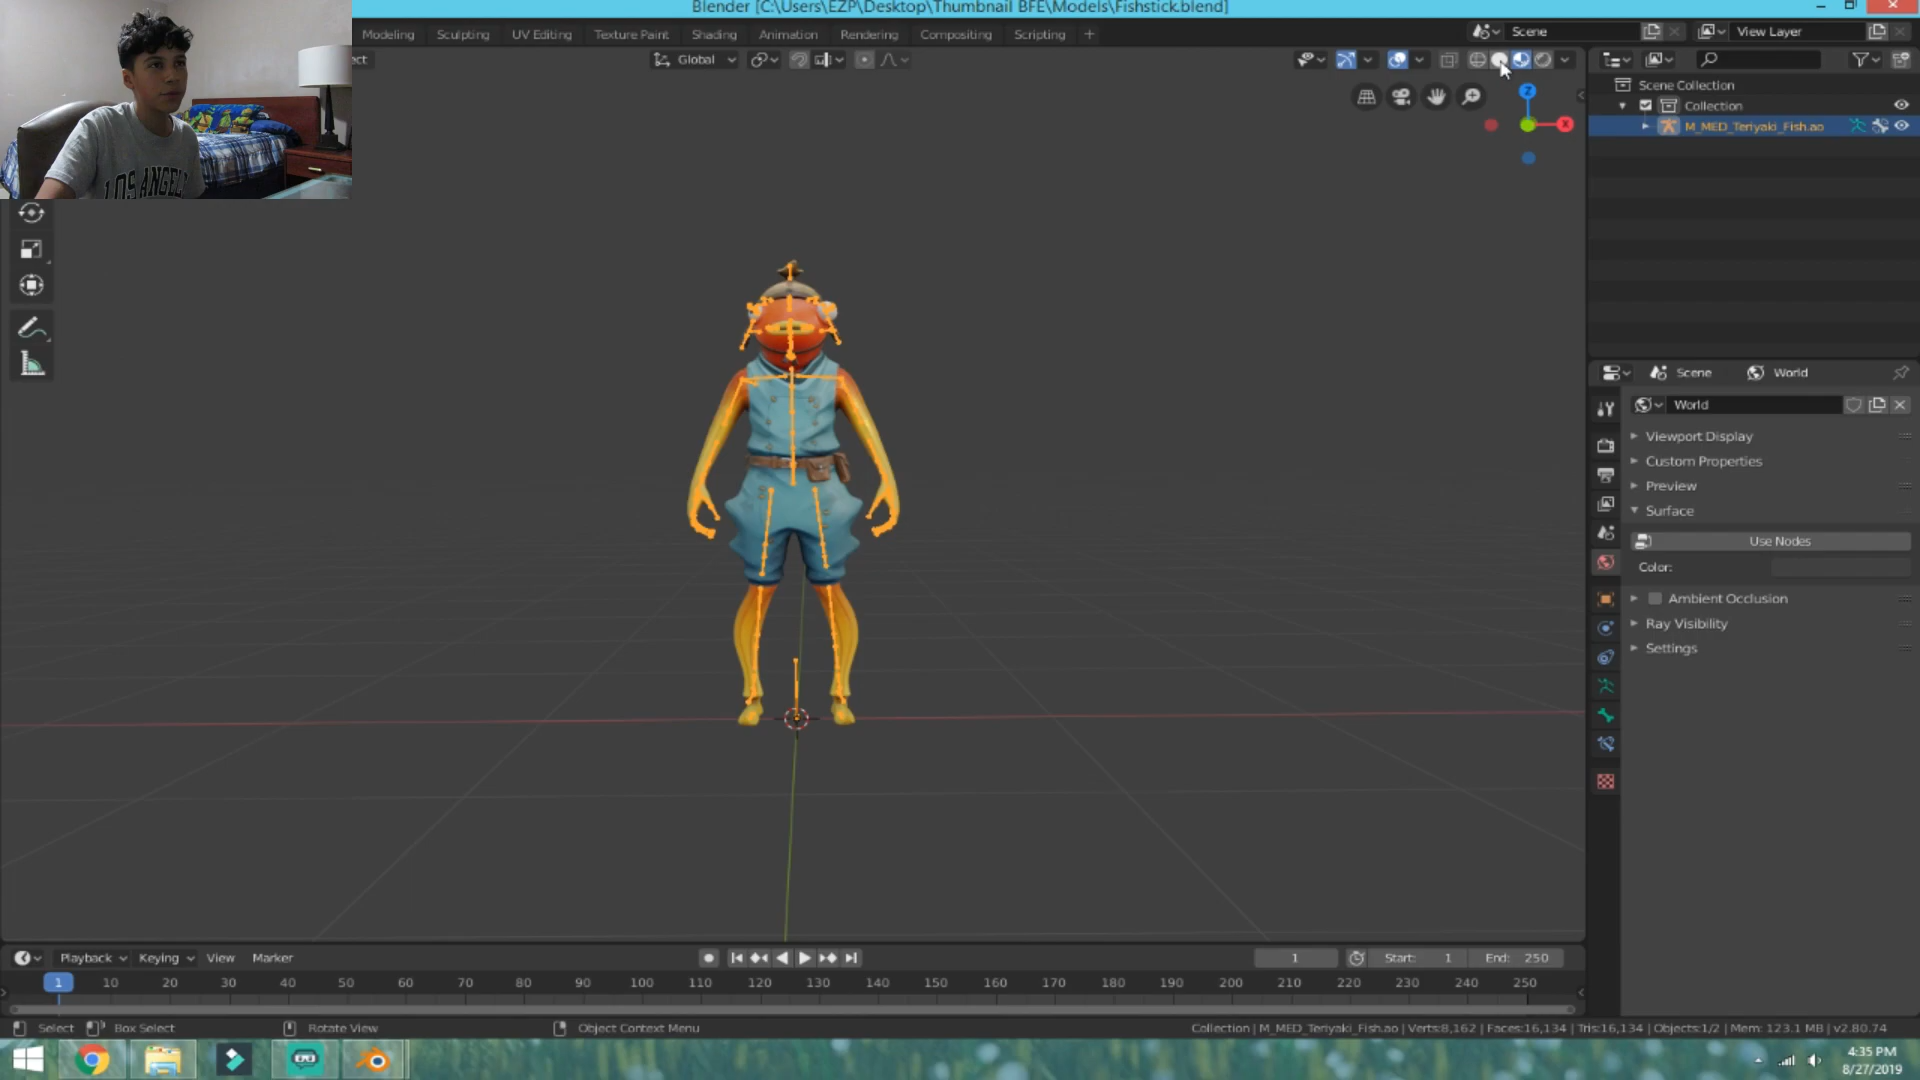 Blender [C:\Users\EZP\Desktop\Thumbnail BFE\Models\Fishstick.blend]
Modeling Sculpting UV Editing Texture Paint Shading Animation Rendering Compositing Scripting +
Scene
View Layer
ect
Global
Scene Collection
Collection
M_MED_Teriyaki_Fish.ao
Z
X
LOS ANGEL
Scene World
World
Viewport Display
Custom Properties
Preview
Surface
Use Nodes
Color:
Ambient Occlusion
Ray Visibility
Settings
Playback Keying View Marker
1 Start: 1 End: 250
1 10 20 30 40 50 60 70 80 90 100 110 120 130 140 150 160 170 180 190 200 210 220 230 240 250
Select Box Select Rotate View Object Context Menu
Collection | M_MED_Teriyaki_Fish.ao | Verts:8,162 | Faces:16,134 | Tris:16,134 | Objects:1/2 | Mem: 123.1 MB | v2.80.74
4:35 PM
8/27/2019